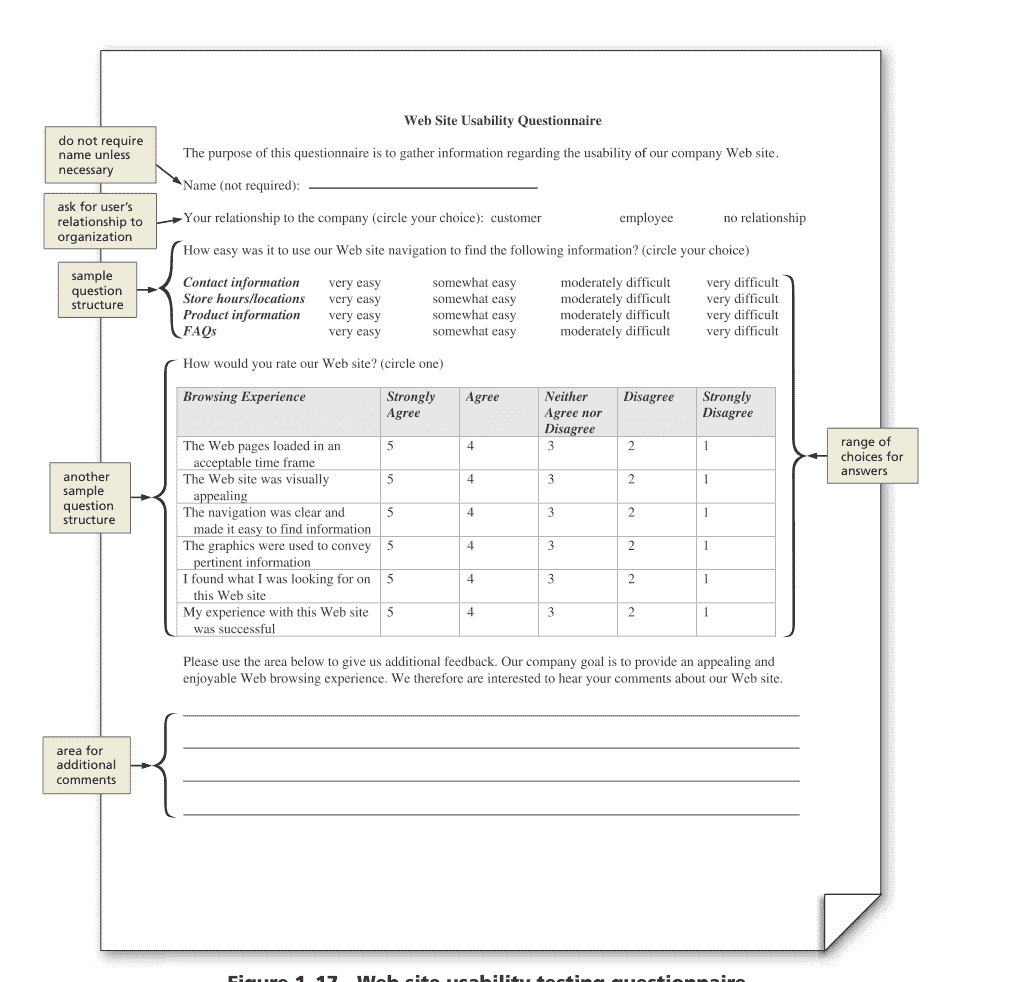 Web Site Usability Questionnaire
do not require
name unless
necessary
The purpose of this questionnaire is to gather information regarding the usability of our company Web site.
Name (not required):
ask for user's
relationship to
organization
Your relationship to the company (circle your choice): customer employee no relationship
How easy was it to use our Web site navigation to find the following information? (circle your choice)
sample
question
structure
Contact information very easy somewhat easy moderately difficult very difficult
Store hours/locations very easy somewhat easy moderately difficult very difficult
Product information very easy somewhat easy moderately difficult very difficult
FAQs very easy somewhat easy moderately difficult very difficult
How would you rate our Web site? (circle one)
Browsing Experience Strongly Agree Agree Neither Agree nor Disagree Disagree Strongly Disagree
The Web pages loaded in an acceptable time frame 5 4 3 2 1
The Web site was visually appealing 5 4 3 2 1
The navigation was clear and made it easy to find information 5 4 3 2 1
The graphics were used to convey pertinent information 5 4 3 2 1
I found what I was looking for on this Web site 5 4 3 2 1
My experience with this Web site was successful 5 4 3 2 1
range of
choices for
answers
another
sample
question
structure
Please use the area below to give us additional feedback. Our company goal is to provide an appealing and
enjoyable Web browsing experience. We therefore are interested to hear your comments about our Web site.
area for
additional
comments
Figure 1-17 Web site usability testing questionnaire